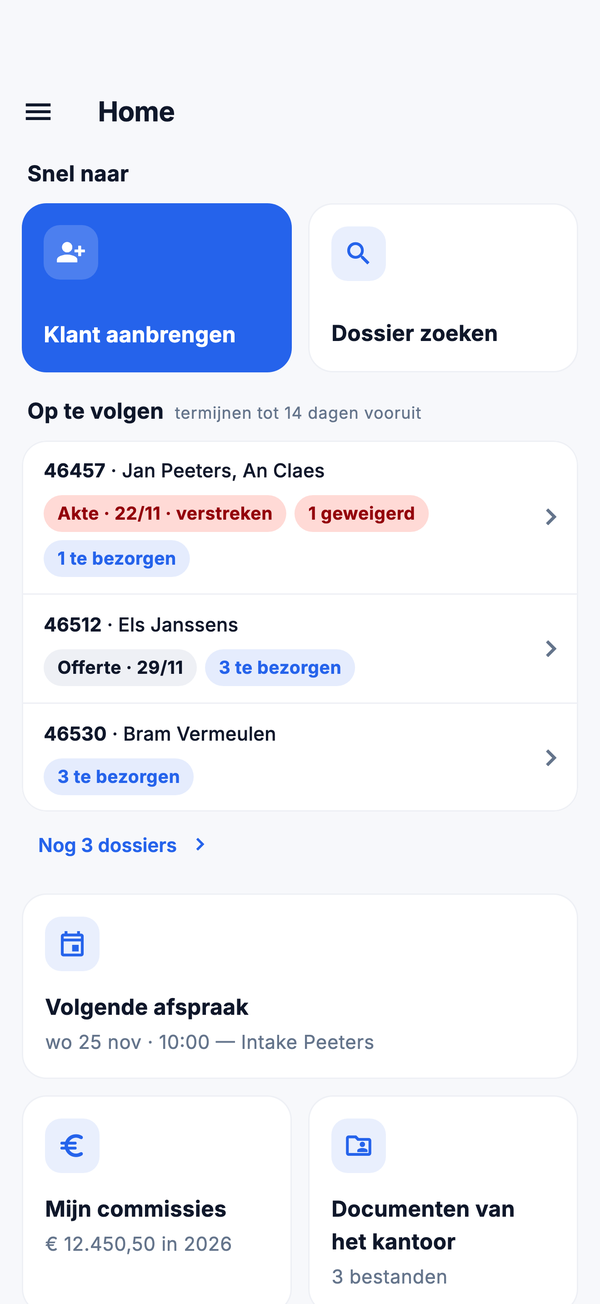 Home
Snel naar
Klant aanbrengen
Dossier zoeken
Op te volgen termijnen tot 14 dagen vooruit
46457 · Jan Peeters, An Claes
Akte · 22/11 · verstreken
1 geweigerd
1 te bezorgen
46512 · Els Janssens
Offerte · 29/11
3 te bezorgen
46530 · Bram Vermeulen
3 te bezorgen
Nog 3 dossiers
Volgende afspraak
wo 25 nov · 10:00 — Intake Peeters
Mijn commissies
€ 12.450,50 in 2026
Documenten van
het kantoor
3 bestanden